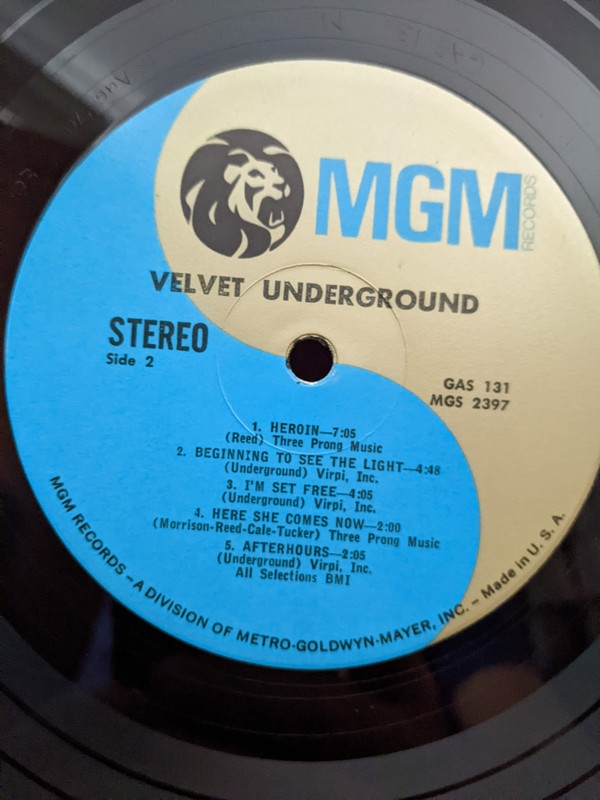 MGM
RECORDS
VELVET UNDERGROUND
STEREO
Side 2
GAS 131
MGS 2397
1. HEROIN—7:05
(Reed) Three Prong Music
2. BEGINNING TO SEE THE LIGHT—4:48
(Underground) Virpi, Inc.
3. I'M SET FREE—4:05
(Underground) Virpi, Inc.
4. HERE SHE COMES NOW—2:00
(Morrison-Reed-Cale-Tucker) Three Prong Music
5. AFTERHOURS—2:05
(Underground) Virpi, Inc.
All Selections BMI
MGM RECORDS – A DIVISION OF METRO-GOLDWYN-MAYER, INC. – Made in U. S. A.